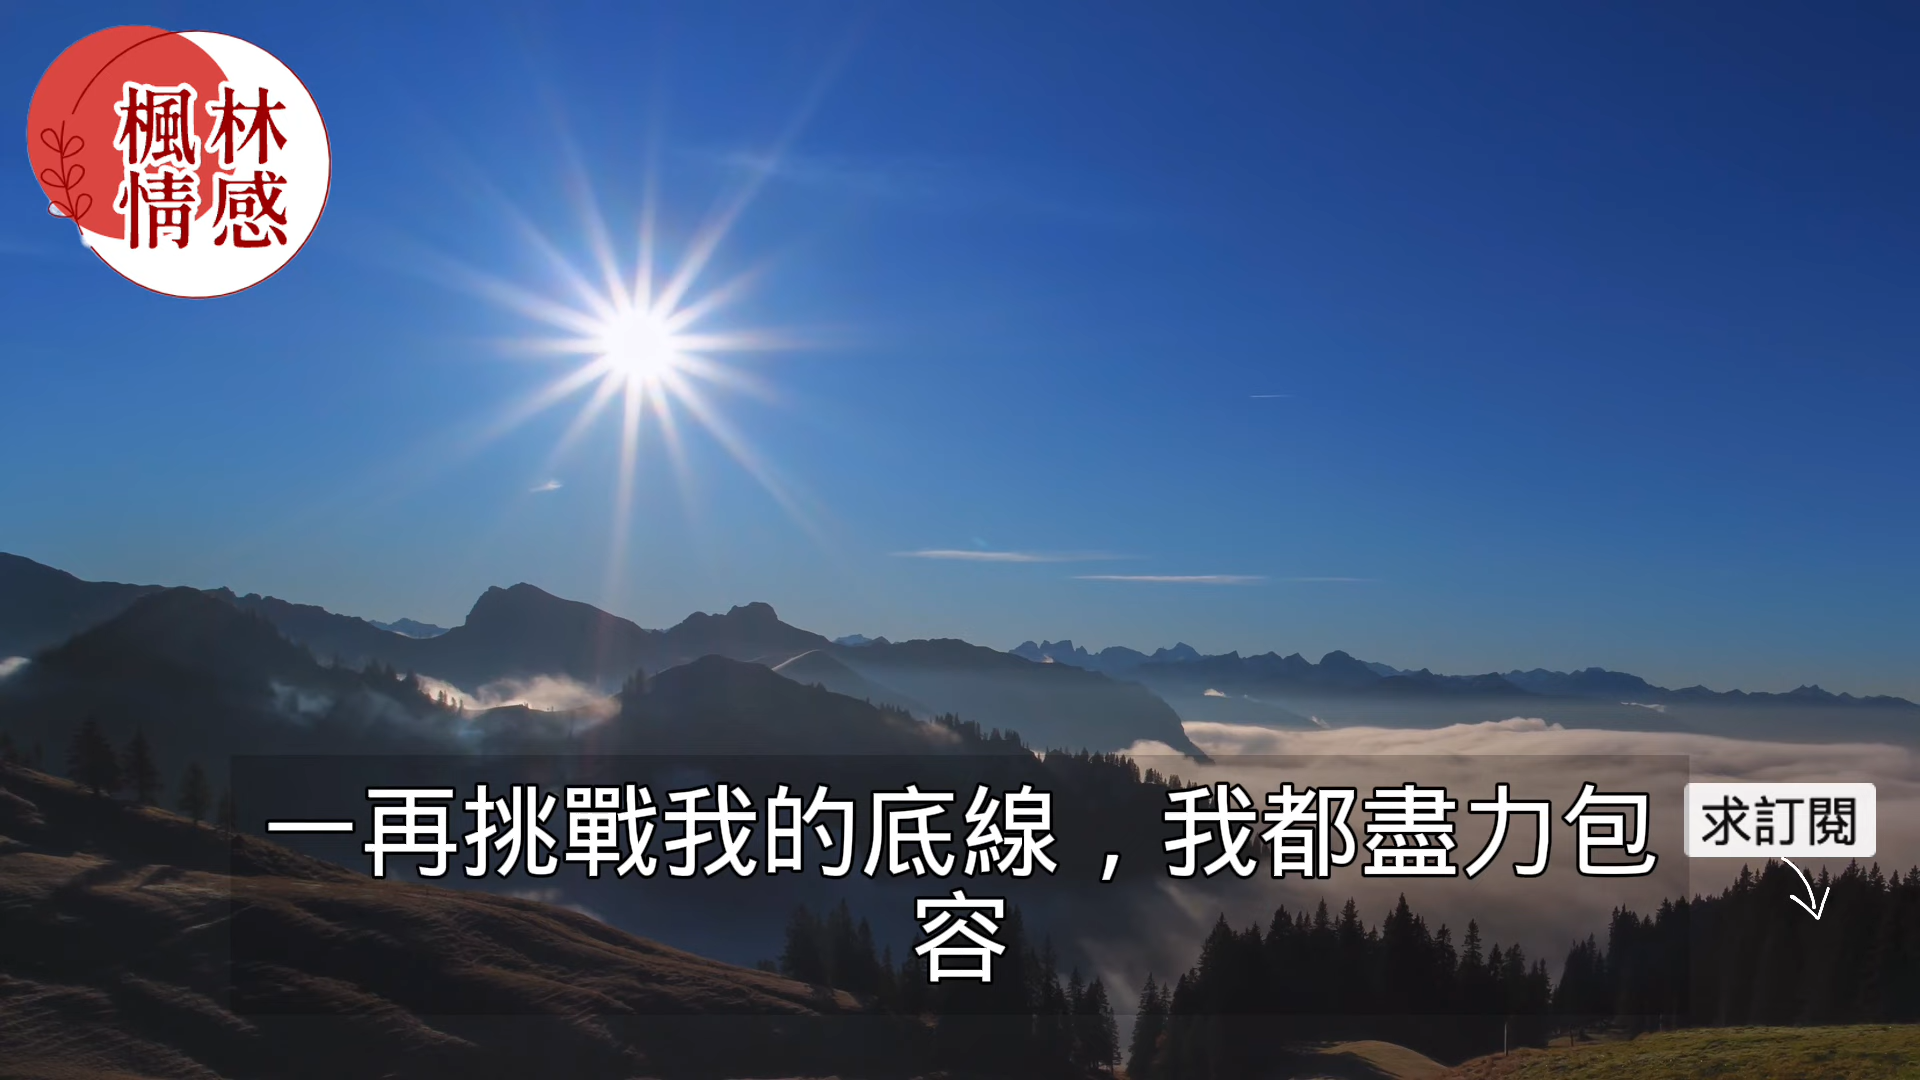 楓林
情感
一再挑戰我的底線，我都盡力包
容
求訂閱